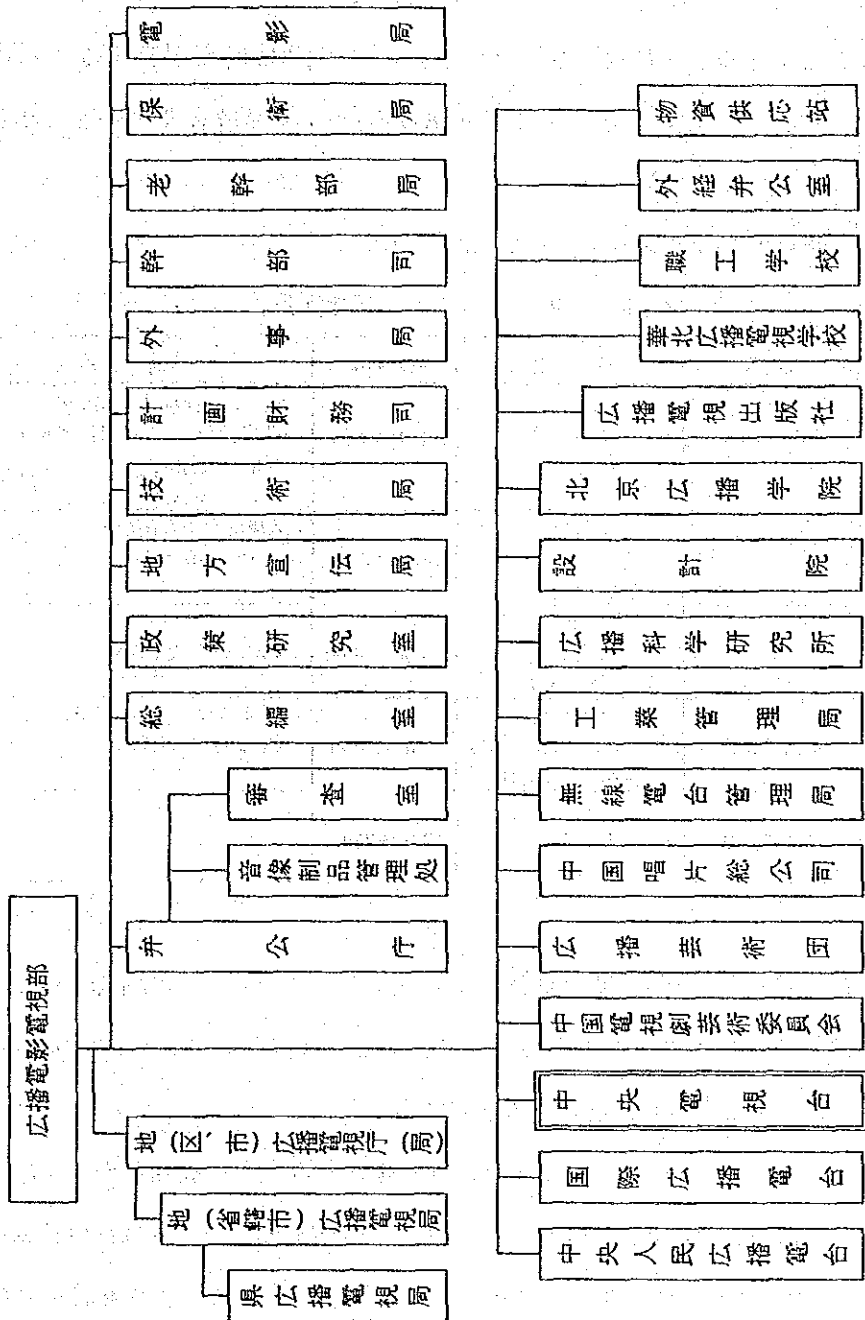 広播電影電視部
弁公庁
音像制品管理処
審査室
総編室
政策研究室
地方宣伝局
技術局
計画財務司
外事局
幹部司
老幹部局
保衛局
電影局
地(区、市)広播電視庁(局)
地(省轄市)広播電視局
県広播電視局
中央人民広播電台
国際広播電台
中央電視台
中国電視劇芸術委員会
広播芸術団
中国唱片総公司
無線電台管理局
工業管理局
広播科学研究所
設計院
北京広播学院
広播電視出版社
華北広播電視学校
職工学校
外経弁公室
物資供応站